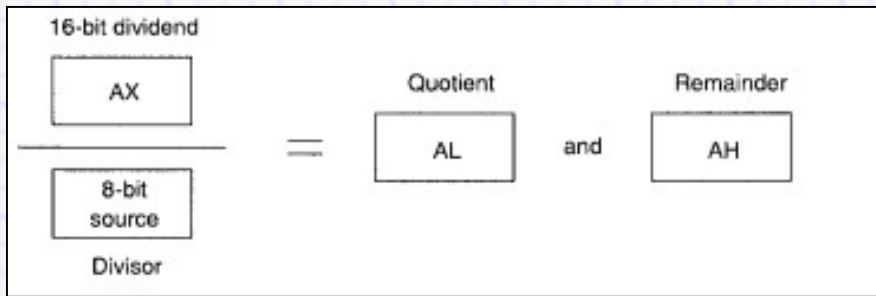 16-bit dividend
AX
Quotient
Remainder
AL
and
AH
8-bit
source
Divisor